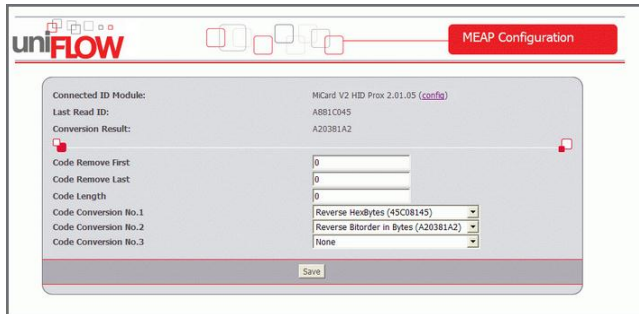 uniFLOW
MEAP Configuration
Connected ID Module: MiCard V2 HID Prox 2.01.05 (config)
Last Read ID: A881C045
Conversion Result: A20381A2
Code Remove First 0
Code Remove Last 0
Code Length 0
Code Conversion No.1 Reverse HexBytes (45C08145)
Code Conversion No.2 Reverse Bitorder in Bytes (A20381A2)
Code Conversion No.3 None
Save